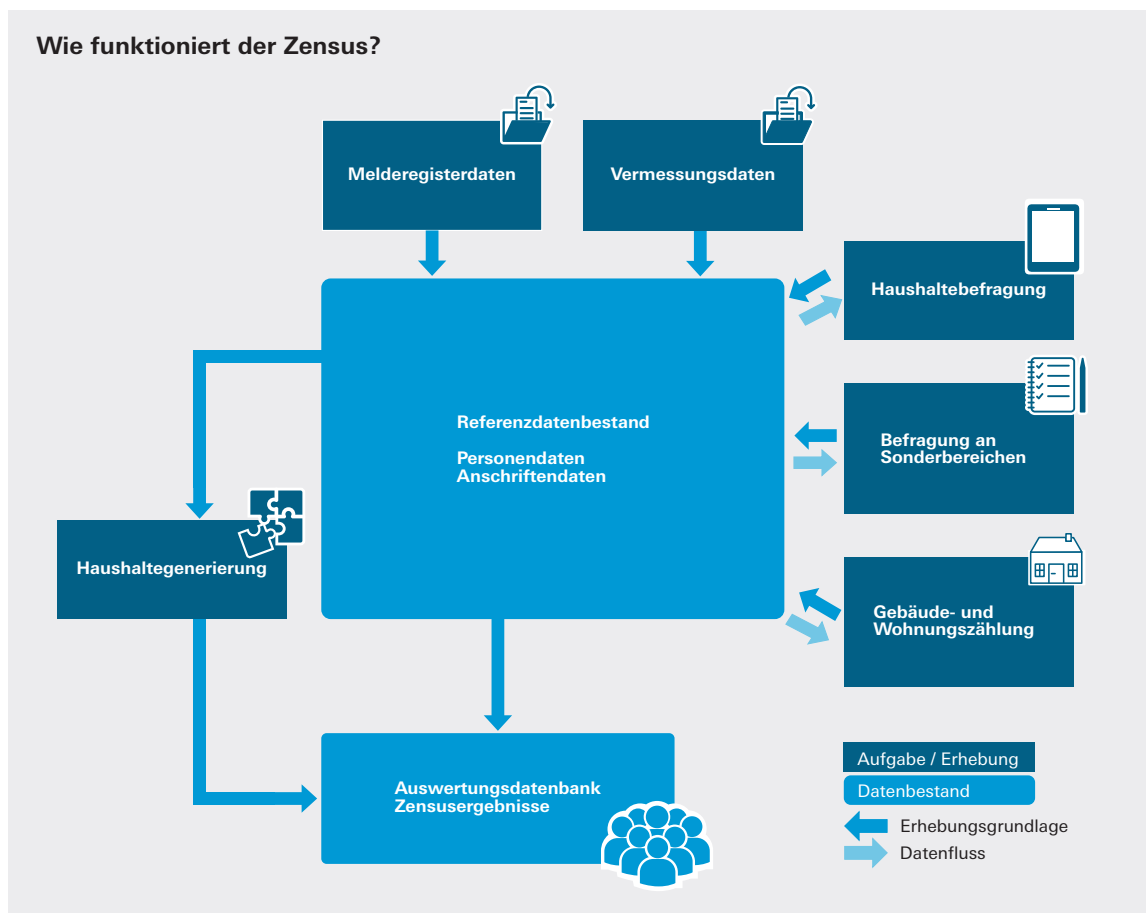 Wie funktioniert der Zensus?
Melderegisterdaten
Vermessungsdaten
Haushaltebefragung
Referenzdatenbestand
Personendaten
Anschriftendaten
Befragung an
Sonderbereichen
Haushaltegenerierung
Gebäude- und
Wohnungszählung
Auswertungsdatenbank
Zensusergebnisse
Aufgabe / Erhebung
Datenbestand
Erhebungsgrundlage
Datenfluss